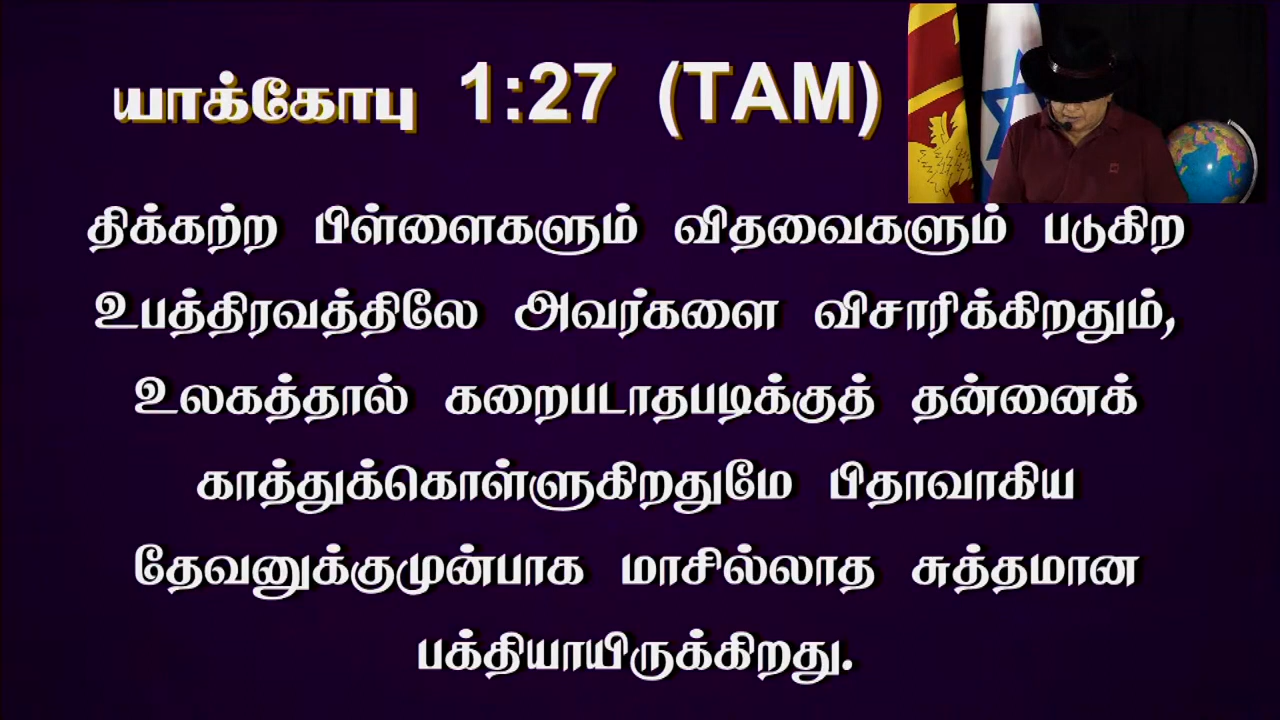 யாக்கோபு 1:27 (TAM)
திக்கற்ற பிள்ளைகளும் விதவைகளும் படுகிற
உபத்திரவத்திலே அவர்களை விசாரிக்கிறதும்,
உலகத்தால் கறைபடாதபடிக்குத் தன்னைக்
காத்துக்கொள்ளுகிறதுமே பிதாவாகிய
தேவனுக்குமுன்பாக மாசில்லாத சுத்தமான
பக்தியாயிருக்கிறது.